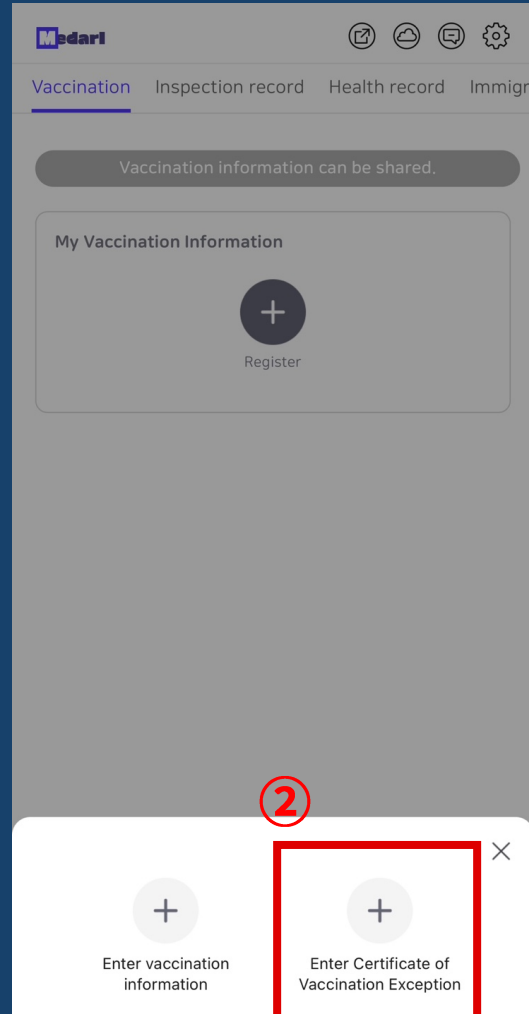 Medarl
Vaccination Inspection record Health record Immigr
Vaccination information can be shared.
My Vaccination Information
Register
②
Enter vaccination
information
Enter Certificate of
Vaccination Exception